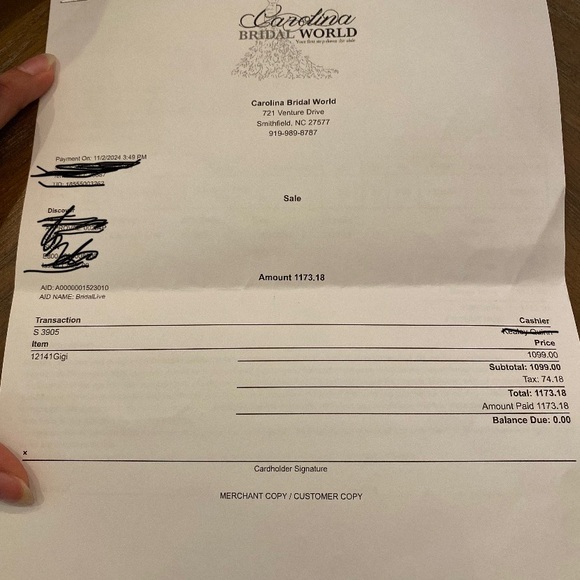 Carolina
BRIDAL WORLD
Carolina Bridal World
721 Venture Drive
Smithfield, NC 27577
919-989-8787
Payment On: 11/2/2024 3:49 PM
Sale
Amount 1173.18
AID: A0000001523010
AID NAME: BridalLive
Transaction Cashier
S 3905
Item Price
12141Gigi 1099.00
Subtotal: 1099.00
Tax: 74.18
Total: 1173.18
Amount Paid 1173.18
Balance Due: 0.00
x
Cardholder Signature
MERCHANT COPY / CUSTOMER COPY